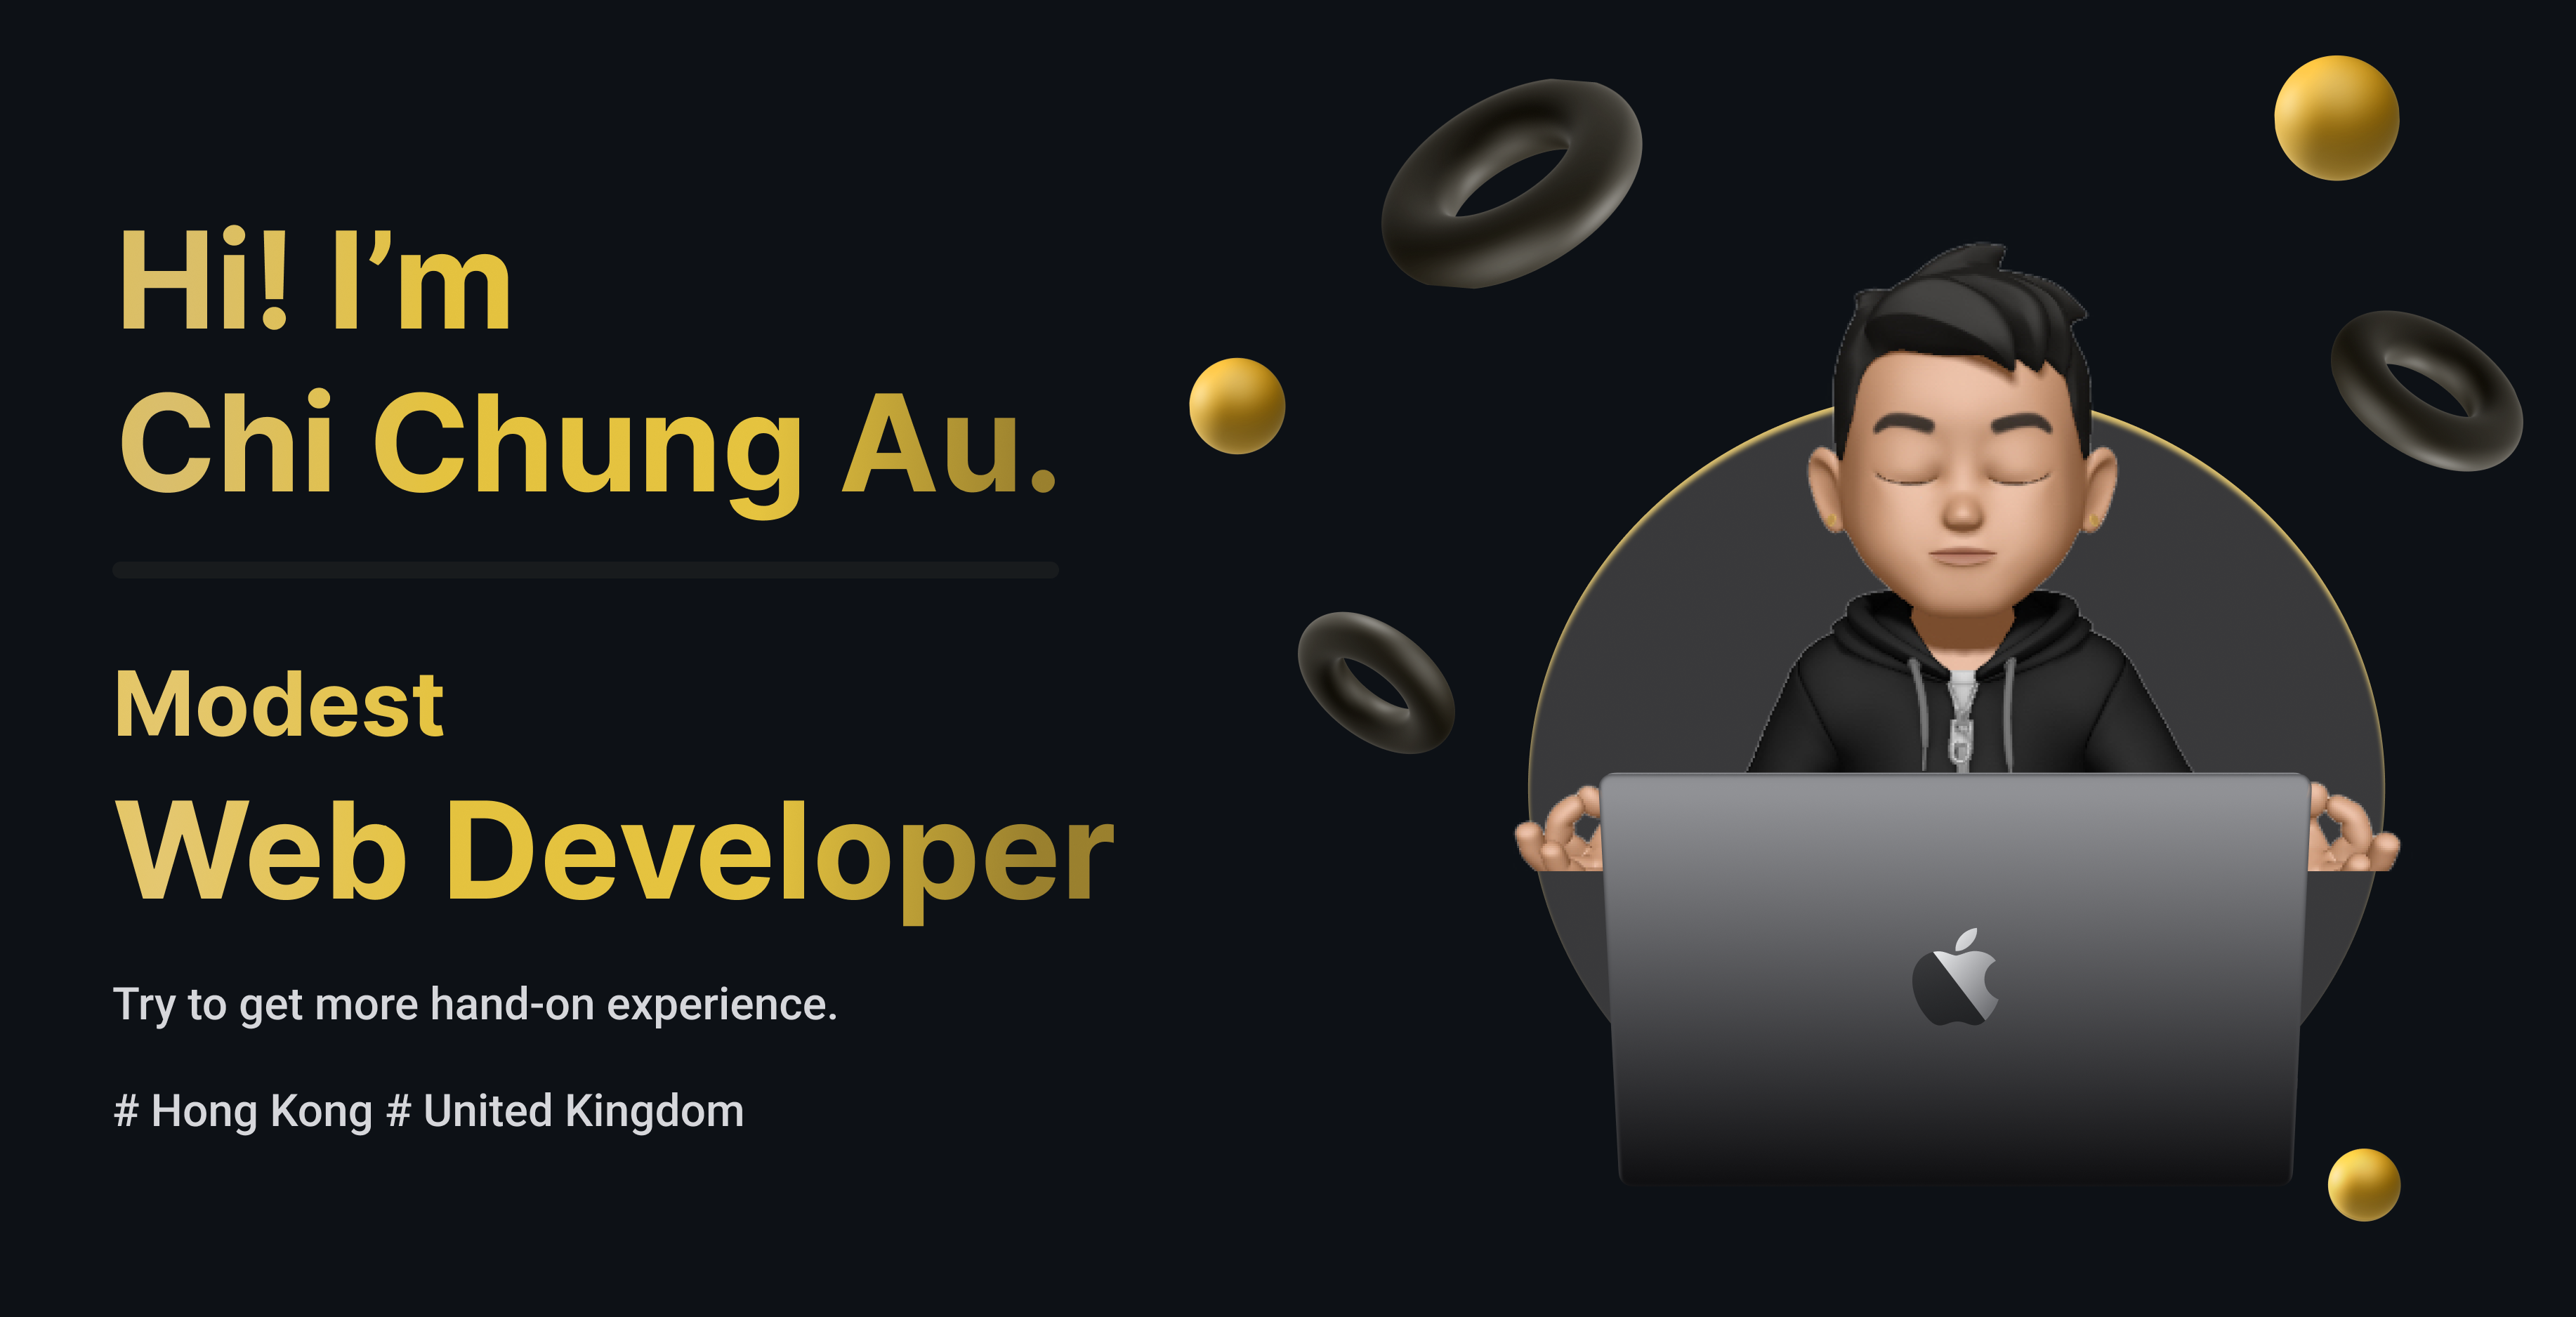 Hi! I’m
Chi Chung Au.
Modest
Web Developer
Try to get more hand-on experience.
# Hong Kong # United Kingdom